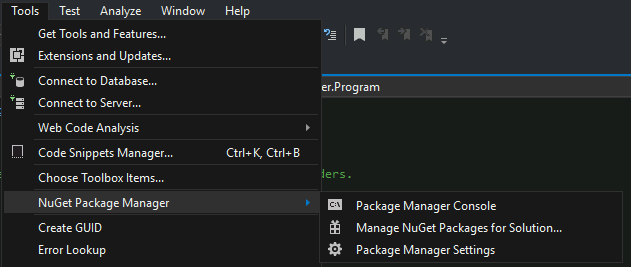 Tools Test Analyze Window Help
Get Tools and Features...
Extensions and Updates...
Connect to Database...
er.Program
Connect to Server...
Web Code Analysis
Code Snippets Manager... Ctrl+K, Ctrl+B
Choose Toolbox Items...
ders.
NuGet Package Manager
Package Manager Console
C:\
Create GUID
Manage NuGet Packages for Solution...
Error Lookup
Package Manager Settings